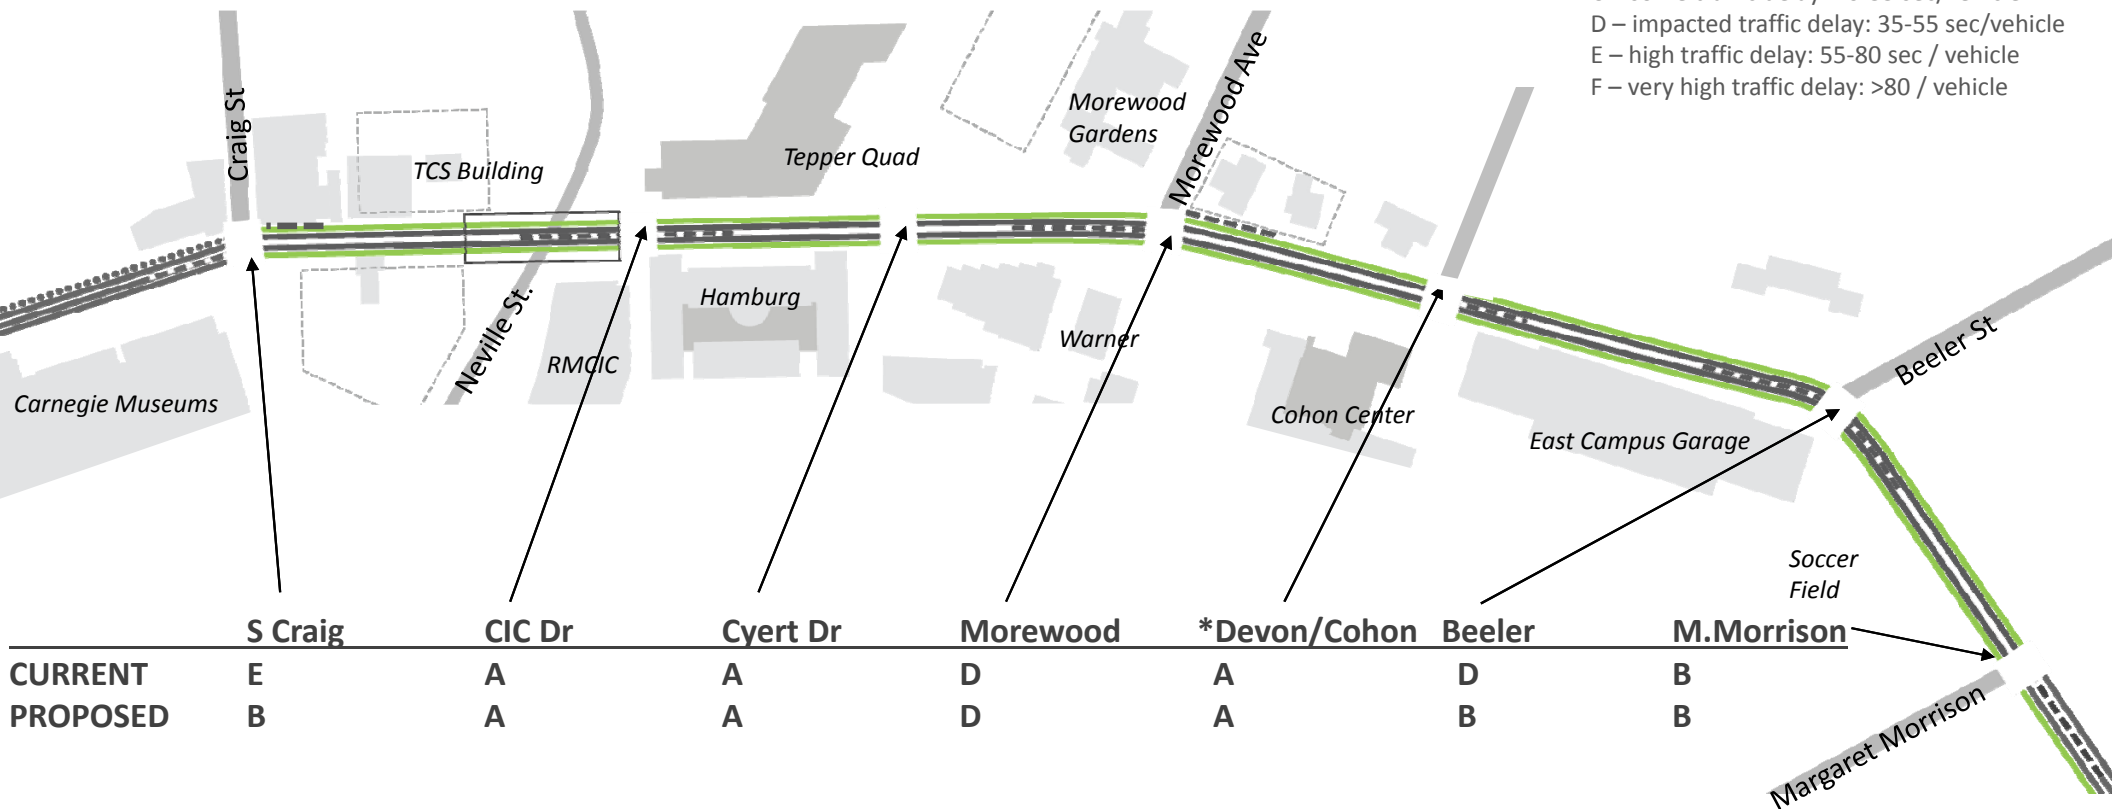 D – impacted traffic delay: 35-55 sec/vehicle
E – high traffic delay: 55-80 sec / vehicle
F – very high traffic delay: >80 / vehicle
Craig St
TCS Building
Neville St.
Tepper Quad
Morewood
Gardens
Morewood Ave
Carnegie Museums
RMCIC
Hamburg
Warner
Cohon Center
East Campus Garage
Beeler St
Soccer
Field
S Craig CIC Dr Cyert Dr Morewood *Devon/Cohon Beeler M.Morrison
CURRENT E A A D A D B
PROPOSED B A A D A B B
Margaret Morrison